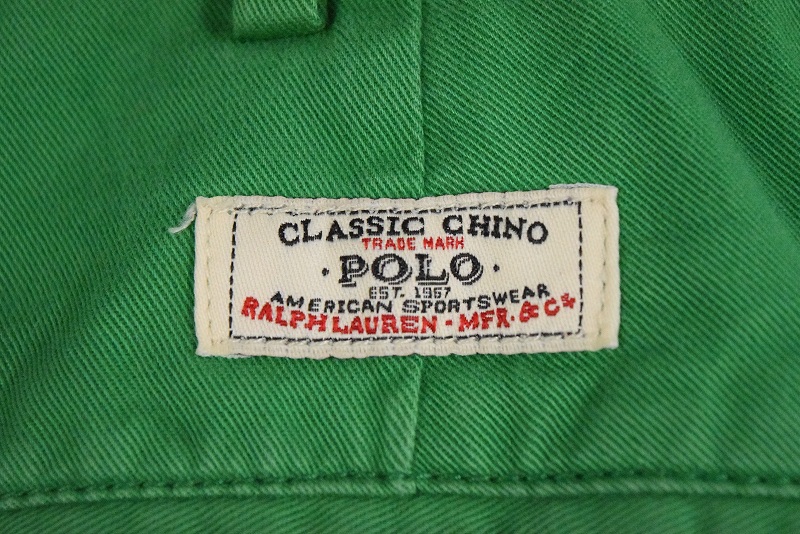 CLASSIC CHINO
TRADE MARK
·POLO·
EST. 1967
AMERICAN SPORTSWEAR
RALPH LAUREN - MFR. & Co.